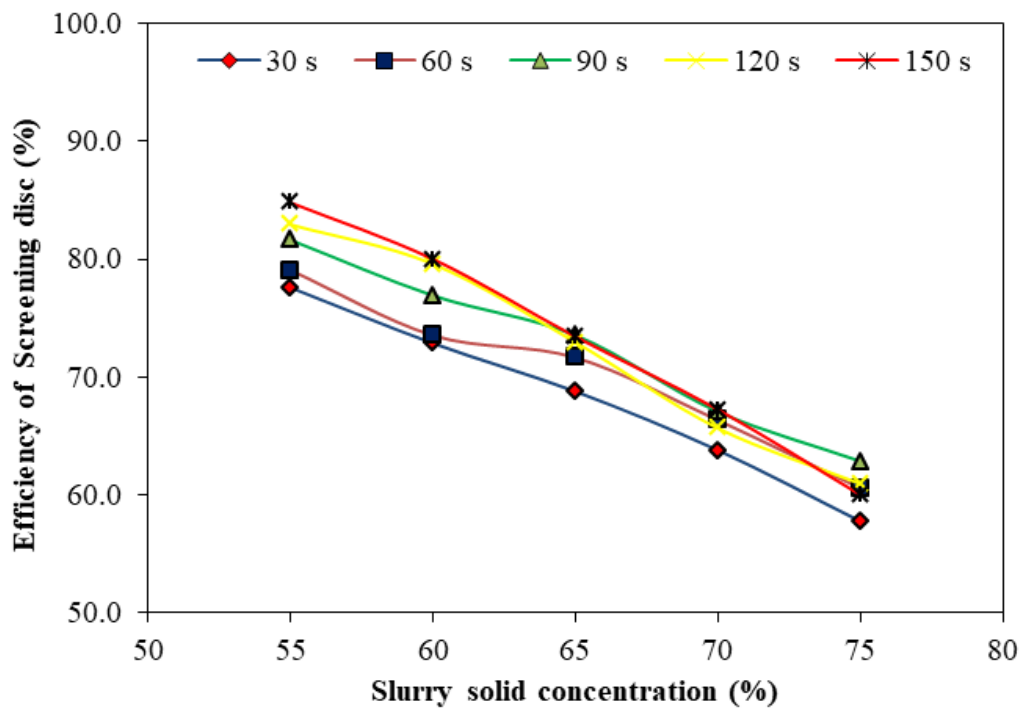 100.0
30 s 60 s 90 s 120 s 150 s
90.0
80.0
70.0
60.0
50.0
50 55 60 65 70 75 80
Slurry solid concentration (%)
Efficiency of Screening disc (%)